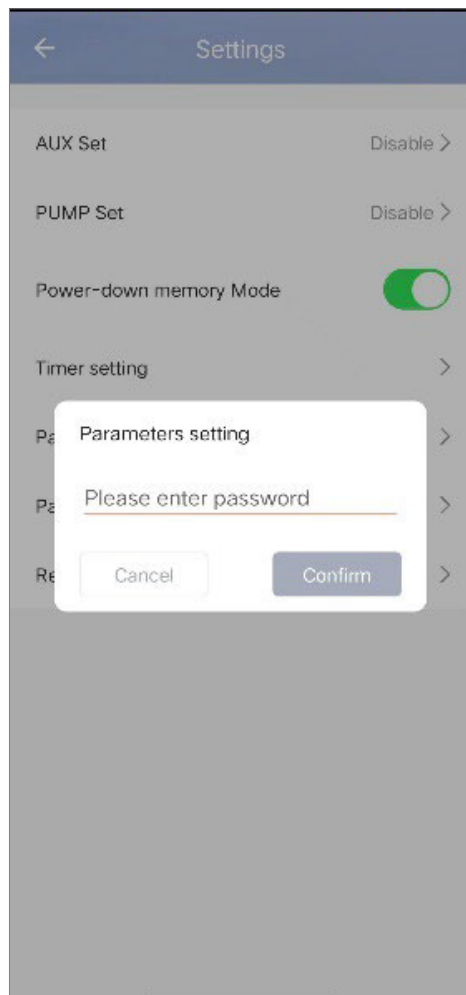 Settings
AUX Set Disable
PUMP Set Disable
Power-down memory Mode
Timer setting
Parameters setting
Please enter password
Cancel Confirm